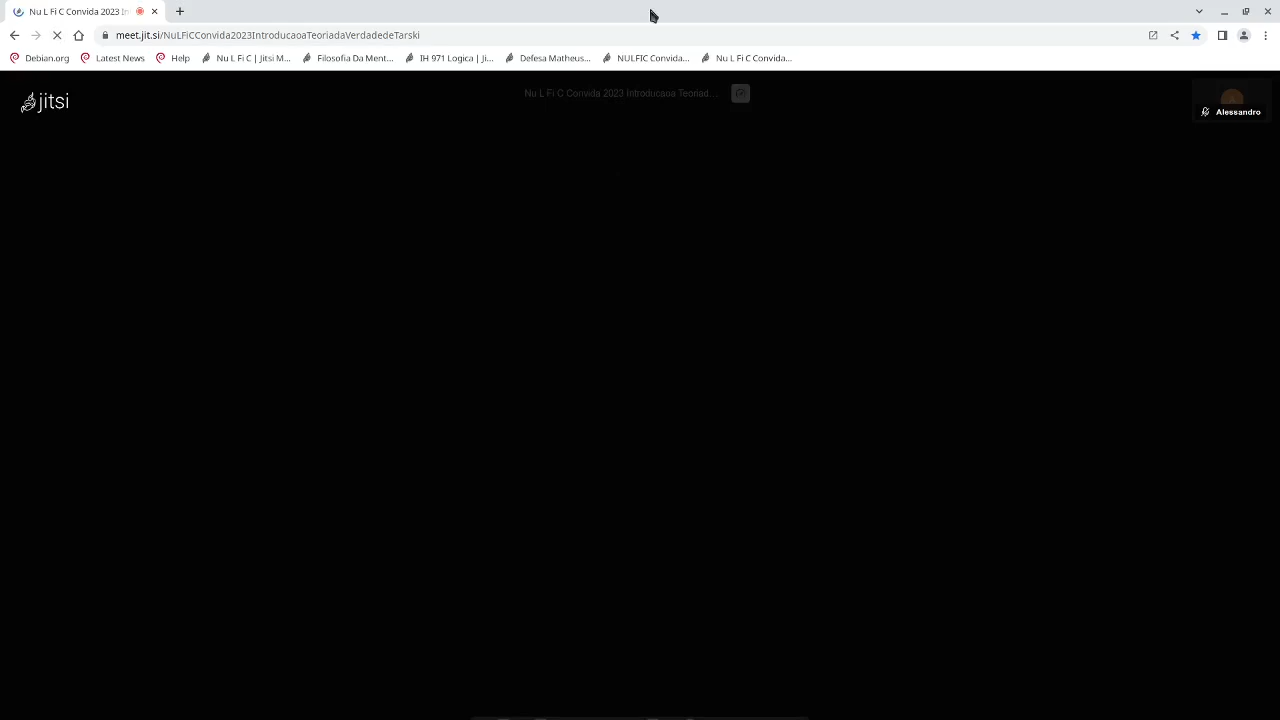 Nu L Fi C Convida 2023 In
meet.jit.si/NuLFiCConvida2023IntroducaoaTeoriadaVerdadedeTarski
Debian.org Latest News Help Nu L Fi C | Jitsi M... Filosofia Da Ment... IH 971 Logica | Ji... Defesa Matheus... NULFIC Convida... Nu L Fi C Convida...
jitsi
Nu L Fi C Convida 2023 Introducaoa Teoriad...
Alessandro